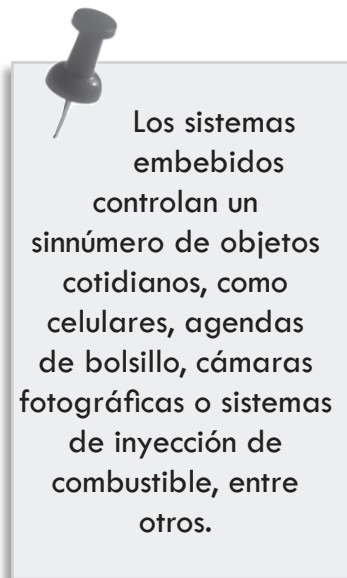 Los sistemas
embebidos
controlan un
sinnúmero de objetos
cotidianos, como
celulares, agendas
de bolsillo, cámaras
fotográficas o sistemas
de inyección de
combustible, entre
otros.